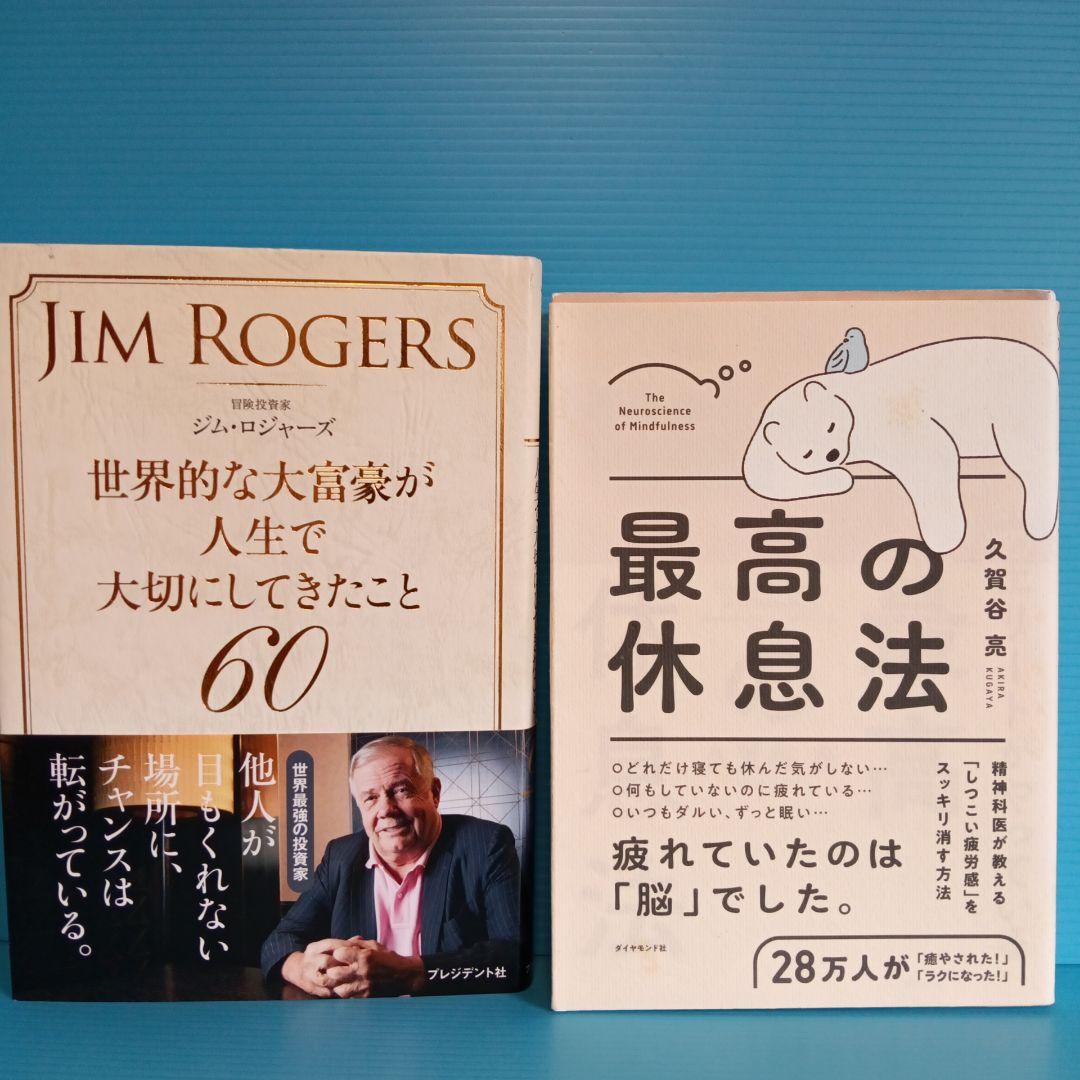 JIM ROGERS
冒険投資家
ジム・ロジャーズ
世界的な大富豪が
人生で
大切にしてきたこと
60
世界最強の投資家
他人が
目もくれない
場所に、
チャンスは
転がっている。
プレジデント社
The
Neuroscience
of Mindfulness
最高の
休息法
久賀谷 亮
AKIRA
KUGAYA
精神科医が教える
「しつこい疲労感」を
スッキリ消す方法
○どれだけ寝ても休んだ気がしない…
○何もしていないのに疲れている…
○いつもダルい、ずっと眠い…
疲れていたのは
「脳」でした。
ダイヤモンド社
28万人が
「癒やされた!」
「ラクになった!」